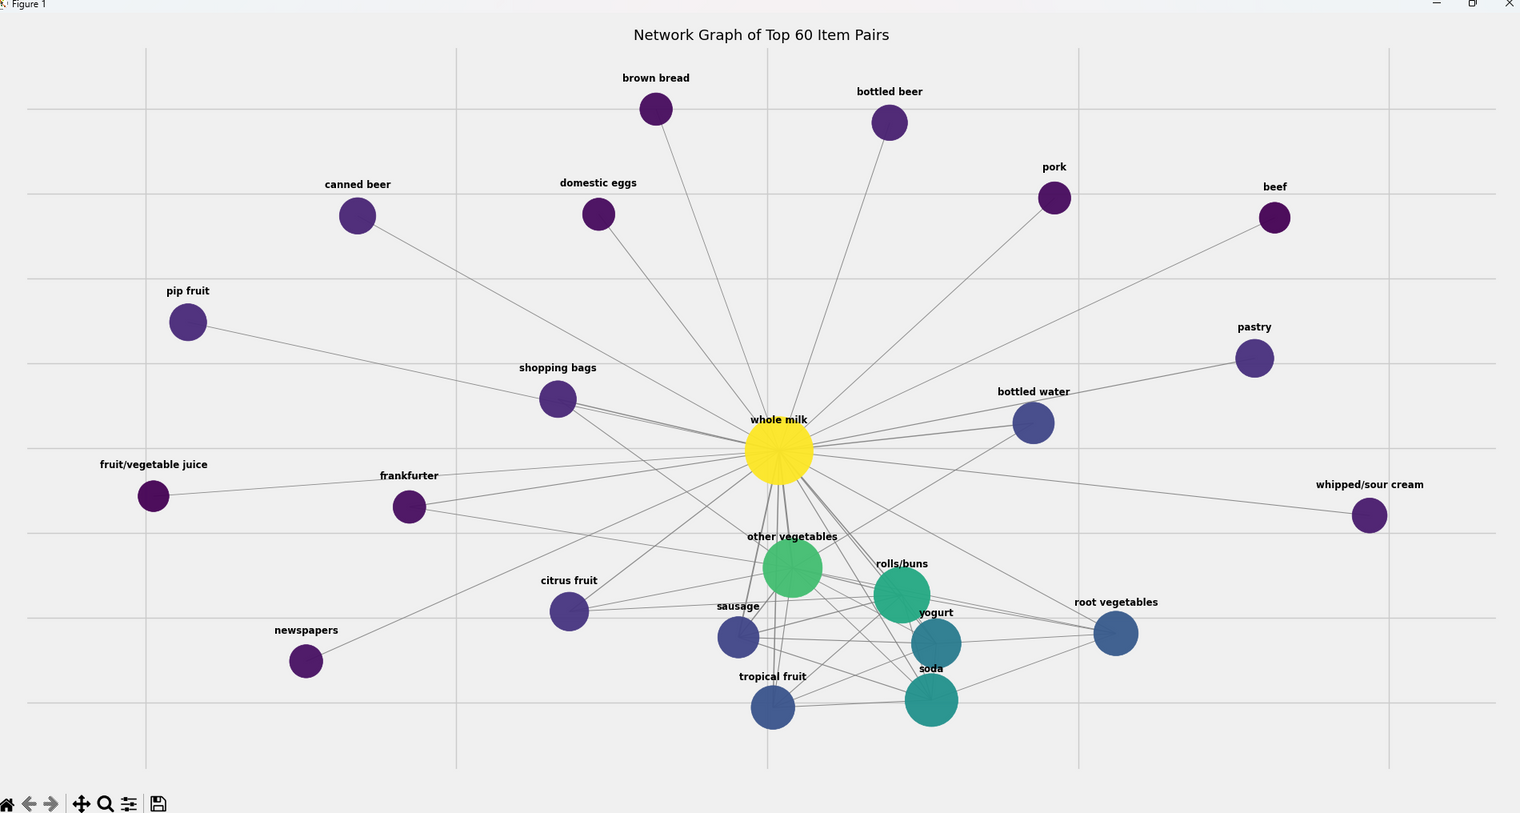 Figure 1
Network Graph of Top 60 Item Pairs
brown bread
bottled beer
pork
canned beer
domestic eggs
beef
pip fruit
pastry
shopping bags
bottled water
whole milk
fruit/vegetable juice
frankfurter
whipped/sour cream
other vegetables
rolls/buns
citrus fruit
sausage
yogurt
root vegetables
newspapers
soda
tropical fruit